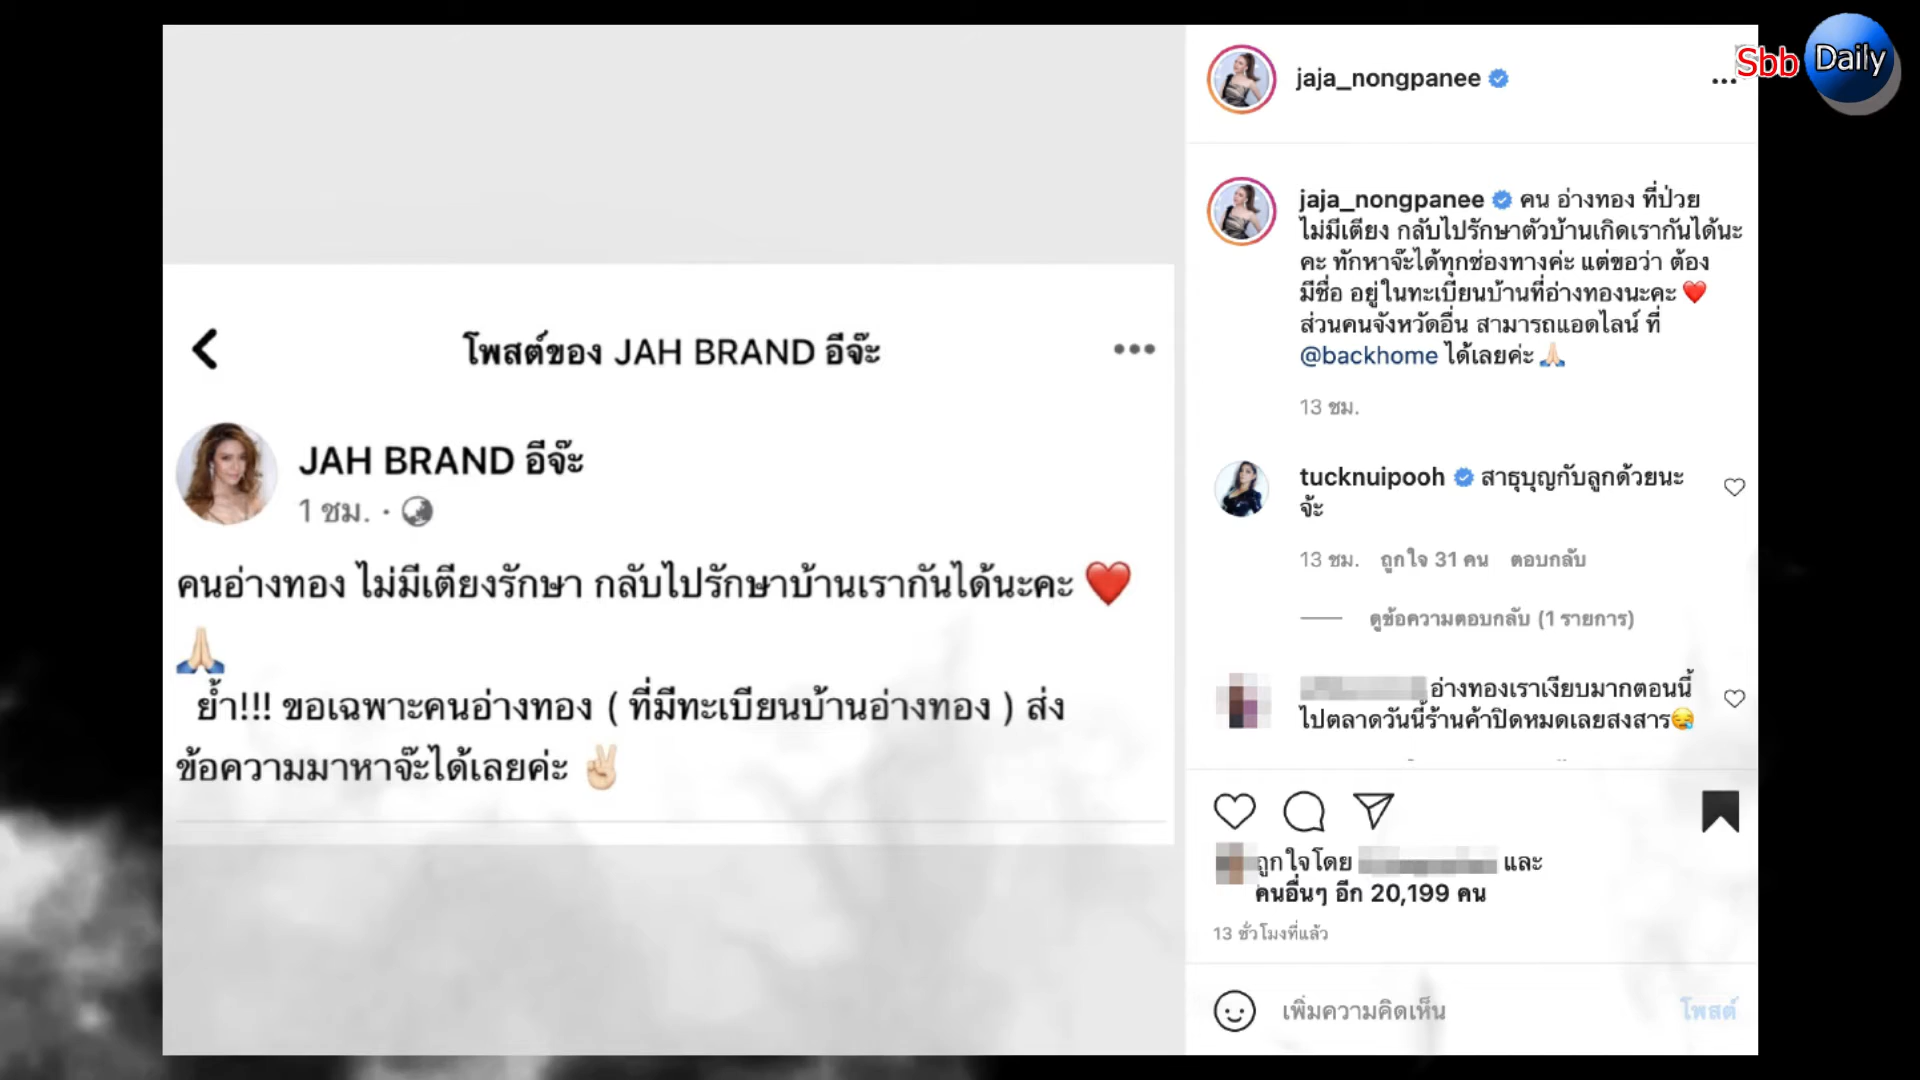 Sbb Daily
โพสต์ของ JAH BRAND อีจ๊ะ
JAH BRAND อีจ๊ะ
1 ชม. ·
คนอ่างทอง ไม่มีเตียงรักษา กลับไปรักษาบ้านเรากันได้นะคะ ❤️
🙏🏻
ย้ำ!!! ขอเฉพาะคนอ่างทอง ( ที่มีทะเบียนบ้านอ่างทอง ) ส่ง
ข้อความมาหาจ๊ะได้เลยค่ะ ✌🏻
jaja_nongpanee
jaja_nongpanee คน อ่างทอง ที่ป่วย
ไม่มีเตียง กลับไปรักษาตัวบ้านเกิดเรากันได้นะ
คะ ทักหาจ๊ะได้ทุกช่องทางค่ะ แต่ขอว่า ต้อง
มีชื่อ อยู่ในทะเบียนบ้านที่อ่างทองนะคะ ❤️
ส่วนคนจังหวัดอื่น สามารถแอดไลน์ ที่
@backhome ได้เลยค่ะ 🙏🏻
13 ชม.
tucknuipooh สาธุบุญกับลูกด้วยนะ
จ้ะ
13 ชม. ถูกใจ 31 คน ตอบกลับ
ดูข้อความตอบกลับ (1 รายการ)
อ่างทองเราเงียบมากตอนนี้
ไปตลาดวันนี้ร้านค้าปิดหมดเลยสงสาร😪
ถูกใจโดย และ
คนอื่นๆ อีก 20,199 คน
13 ชั่วโมงที่แล้ว
เพิ่มความคิดเห็น
โพสต์